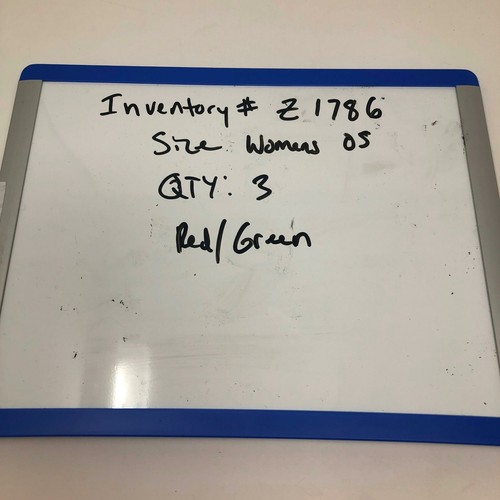 Inventory # Z1786
Size Womens OS
QTY: 3
Red/Green